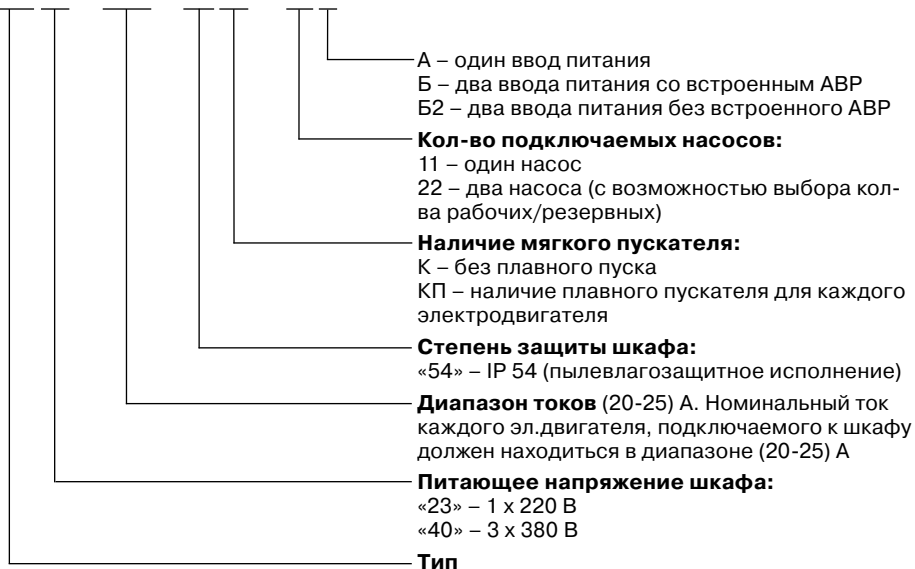 А – один ввод питания
Б – два ввода питания со встроенным АВР
Б2 – два ввода питания без встроенного АВР
Кол-во подключаемых насосов:
11 – один насос
22 – два насоса (с возможностью выбора кол-
ва рабочих/резервных)
Наличие мягкого пускателя:
К – без плавного пуска
КП – наличие плавного пускателя для каждого
электродвигателя
Степень защиты шкафа:
«54» – IP 54 (пылевлагозащитное исполнение)
Диапазон токов (20-25) А. Номинальный ток
каждого эл.двигателя, подключаемого к шкафу
должен находиться в диапазоне (20-25) А
Питающее напряжение шкафа:
«23» – 1 x 220 В
«40» – 3 x 380 В
Тип